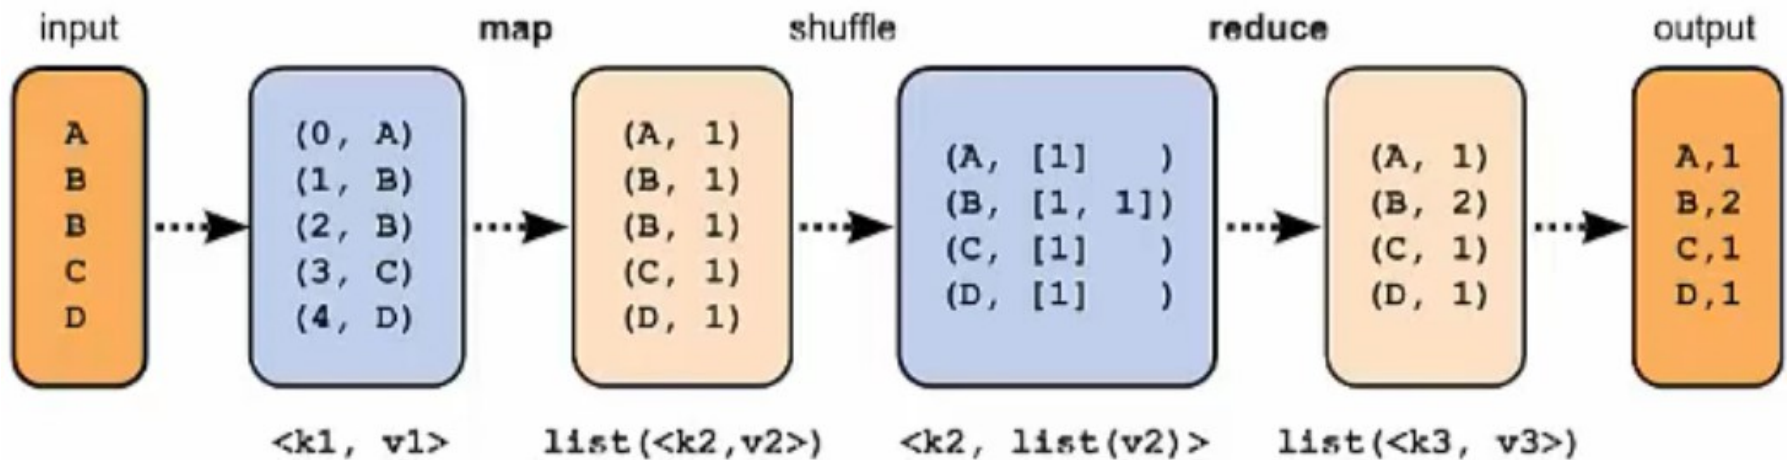 input
map
shuffle
reduce
output
A
B
B
C
D
(0, A)
(1, B)
(2, B)
(3, C)
(4, D)
(A, 1)
(B, 1)
(B, 1)
(C, 1)
(D, 1)
(A, [1]   )
(B, [1, 1])
(C, [1]   )
(D, [1]   )
(A, 1)
(B, 2)
(C, 1)
(D, 1)
A,1
B,2
C,1
D,1
<k1, v1>
list(<k2,v2>)
<k2, list(v2)>
list(<k3, v3>)